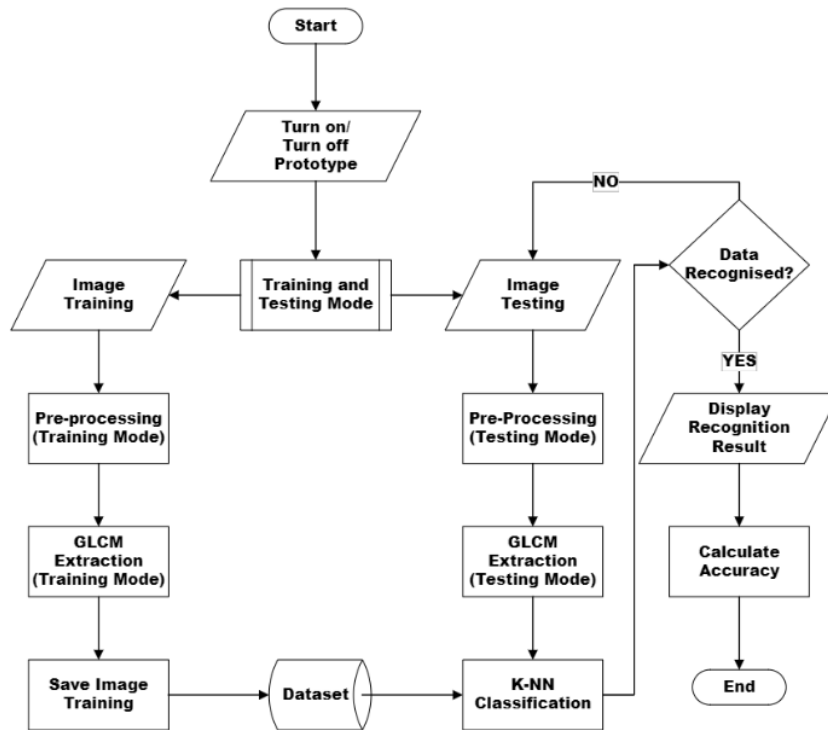 Start
Turn on/
Turn off
Prototype
NO
Data
Recognised?
Image
Training
Training and
Testing Mode
Image
Testing
YES
Pre-processing
(Training Mode)
Pre-Processing
(Testing Mode)
Display
Recognition
Result
GLCM
Extraction
(Training Mode)
GLCM
Extraction
(Testing Mode)
Calculate
Accuracy
Save Image
Training
Dataset
K-NN
Classification
End